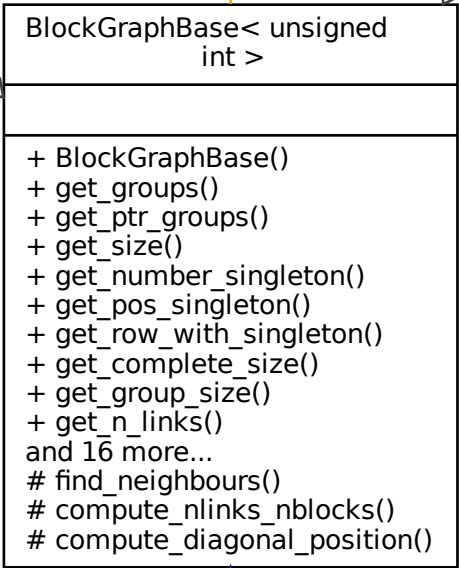 BlockGraphBase< unsigned
int >
+ BlockGraphBase()
+ get_groups()
+ get_ptr_groups()
+ get_size()
+ get_number_singleton()
+ get_pos_singleton()
+ get_row_with_singleton()
+ get_complete_size()
+ get_group_size()
+ get_n_links()
and 16 more...
# find_neighbours()
# compute_nlinks_nblocks()
# compute_diagonal_position()